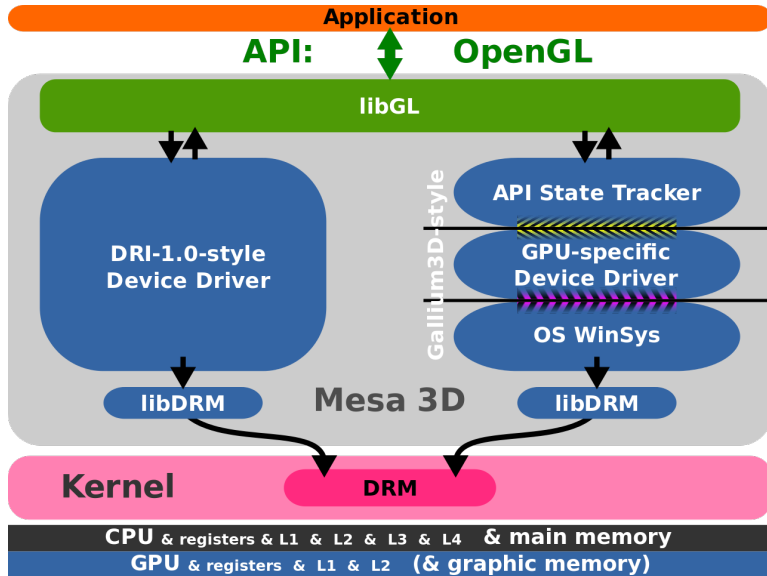 Application
API: OpenGL
libGL
DRI-1.0-style
Device Driver
Gallium3D-style
API State Tracker
GPU-specific
Device Driver
OS WinSys
libDRM
Mesa 3D
libDRM
Kernel
DRM
CPU & registers & L1 & L2 & L3 & L4 & main memory
GPU & registers & L1 & L2 (& graphic memory)